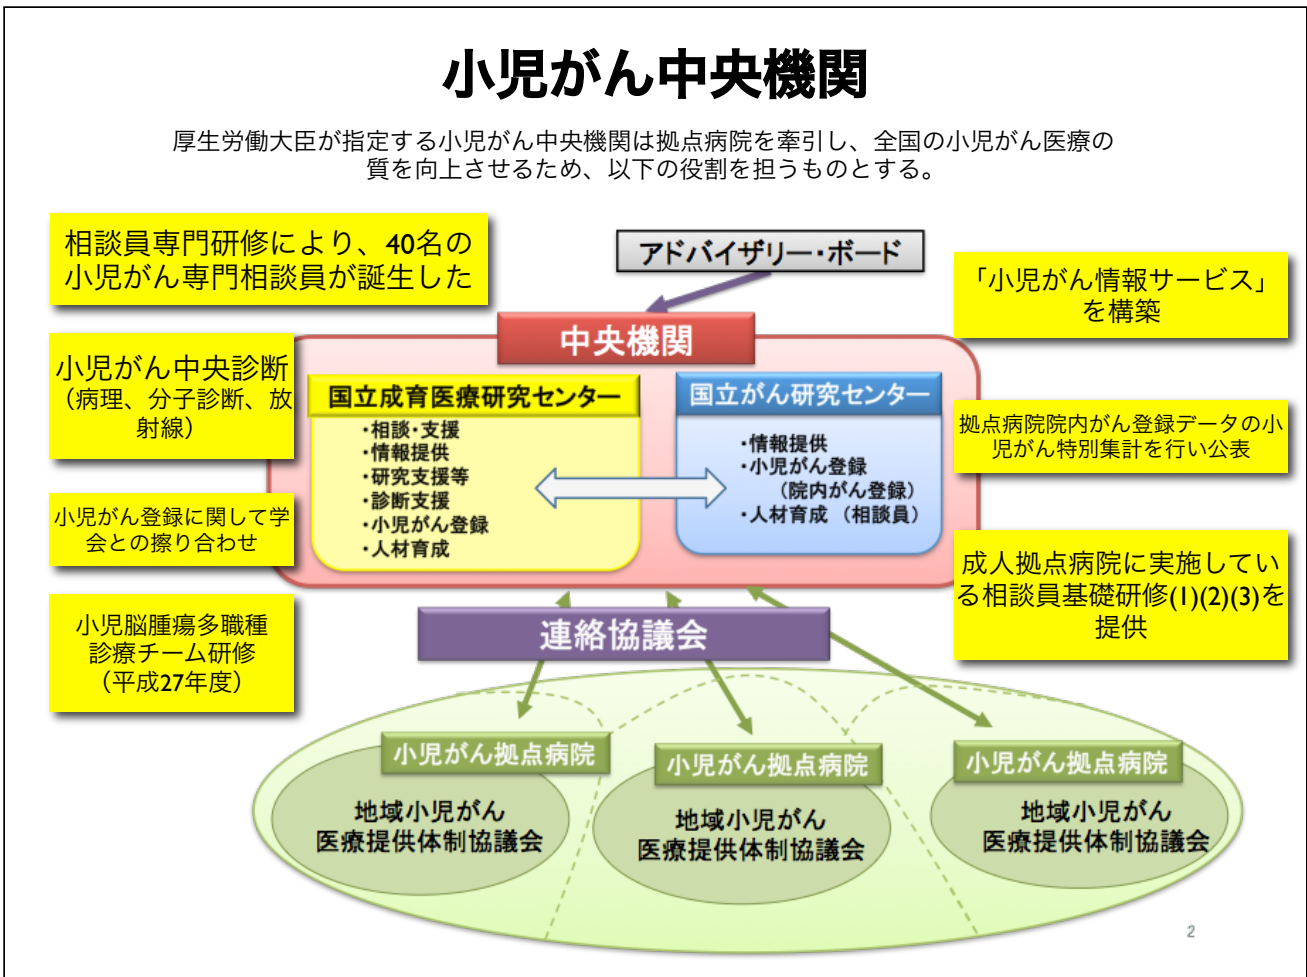 小児がん中央機関
厚生労働大臣が指定する小児がん中央機関は拠点病院を牽引し、全国の小児がん医療の
質を向上させるため、以下の役割を担うものとする。
相談員専門研修により、40名の
小児がん専門相談員が誕生した
アドバイザリー・ボード
「小児がん情報サービス」
を構築
中央機関
小児がん中央診断
（病理、分子診断、放
射線）
国立成育医療研究センター
・相談・支援
・情報提供
・研究支援等
・診断支援
・小児がん登録
・人材育成
国立がん研究センター
・情報提供
・小児がん登録
（院内がん登録）
・人材育成（相談員）
拠点病院院内がん登録データの小
児がん特別集計を行い公表
小児がん登録に関して学
会との擦り合わせ
成人拠点病院に実施してい
る相談員基礎研修(1)(2)(3)を
提供
小児脳腫瘍多職種
診療チーム研修
（平成27年度）
連絡協議会
小児がん拠点病院
地域小児がん
医療提供体制協議会
小児がん拠点病院
地域小児がん
医療提供体制協議会
小児がん拠点病院
地域小児がん
医療提供体制協議会
2